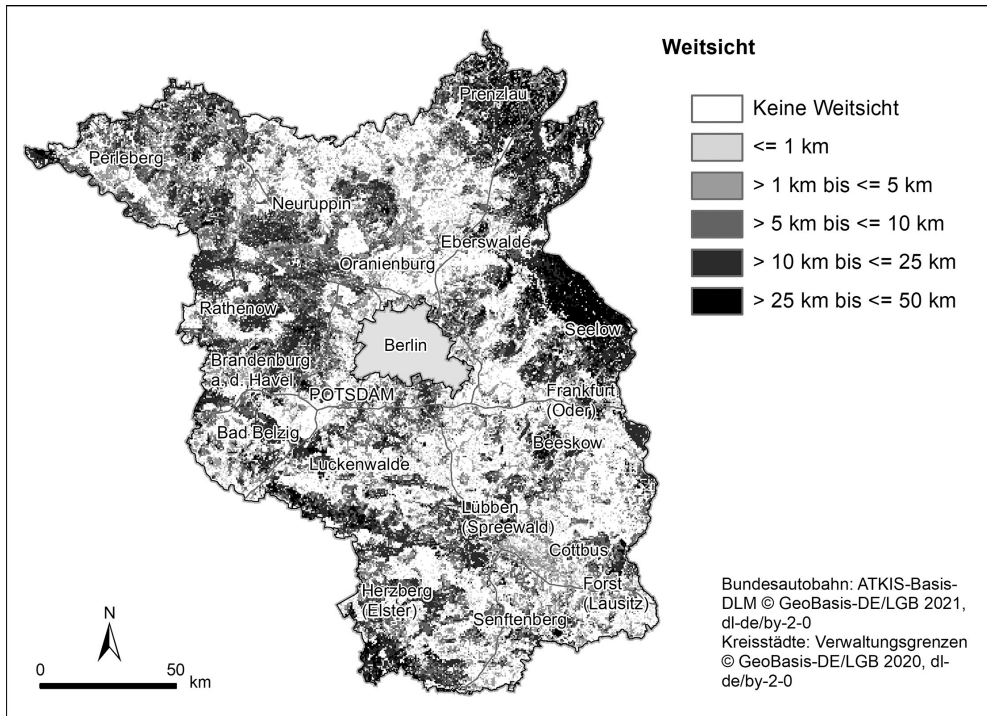 Weitsicht
Keine Weitsicht
<= 1 km
> 1 km bis <= 5 km
> 5 km bis <= 10 km
> 10 km bis <= 25 km
> 25 km bis <= 50 km
Prenzlau
Perleberg
Neuruppin
Eberswalde
Oranienburg
Rathenow
Seelow
Berlin
Brandenburg
a. d. Havel
POTSDAM
Frankfurt
(Oder)
Bad Belzig
Beeskow
Luckenwalde
Lübben
(Spreewald)
Cottbus
Herzberg
(Elster)
Forst
(Lausitz)
Senftenberg
N
0 50
km
Bundesautobahn: ATKIS-Basis-
DLM © GeoBasis-DE/LGB 2021,
dl-de/by-2-0
Kreisstädte: Verwaltungsgrenzen
© GeoBasis-DE/LGB 2020, dl-
de/by-2-0